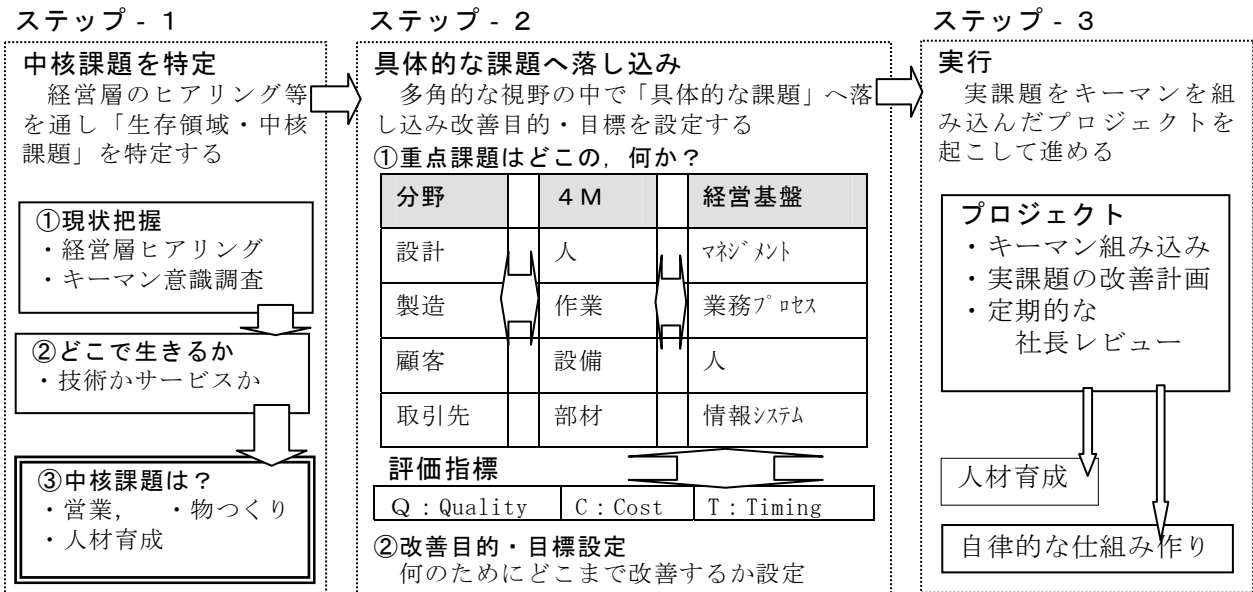 ステップ‐１
中核課題を特定
経営層のヒアリング等
を通し「生存領域・中核
課題」を特定する
①現状把握
・経営層ヒアリング
・キーマン意識調査
②どこで生きるか
・技術かサービスか
③中核課題は？
・営業，　・物つくり
・人材育成
ステップ‐２
具体的な課題へ落し込み
多角的な視野の中で「具体的な課題」へ落
し込み改善目的・目標を設定する
①重点課題はどこの，何か？
分野　４Ｍ　経営基盤
設計　人　ﾏﾈｼﾞﾒﾝﾄ
製造　作業　業務ﾌﾟﾛｾｽ
顧客　設備　人
取引先　部材　情報ｼｽﾃﾑ
評価指標
Ｑ：Quality　Ｃ：Cost　Ｔ：Timing
②改善目的・目標設定
何のためにどこまで改善するか設定
ステップ‐３
実行
実課題をキーマンを組
み込んだプロジェクトを
起こして進める
プロジェクト
・キーマン組み込み
・実課題の改善計画
・定期的な
社長レビュー
人材育成
自律的な仕組み作り